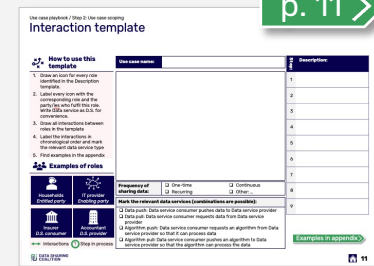 p. 11
Use case playbook / Step 2: Use case scoping
Interaction template
How to use this template
1. Draw an icon for every role identified in the Description template.
2. Label every icon with the corresponding role and the party/ies who fulfil this role. Write Data service as D.S. for convenience.
3. Draw all interactions between roles in the template
4. Label the interactions in chronological order and mark the relevant data service type
5. Find examples in the appendix
Examples of roles
Households
Entitled party
IT provider
Enabling party
Insurer
D.S. consumer
Accountant
D.S. provider
Interactions
Stop in process
Use case name:
Frequency of sharing data:
One-time
Recurring
Continuous
Other: ...
Mark the relevant data services (combinations are possible):
Data push: Data service consumer pushes data to Data service provider
Data pull: Data service consumer requests data from Data service provider
Algorithm push: Data service consumer requests an algorithm from Data service provider so that it can process data
Algorithm pull: Data service consumer pushes an algorithm to Data service provider so that the algorithm can process the data
Step:
Description:
1
2
3
4
5
6
7
8
9
Examples in appendix
DATA SHARING
COALITION
11